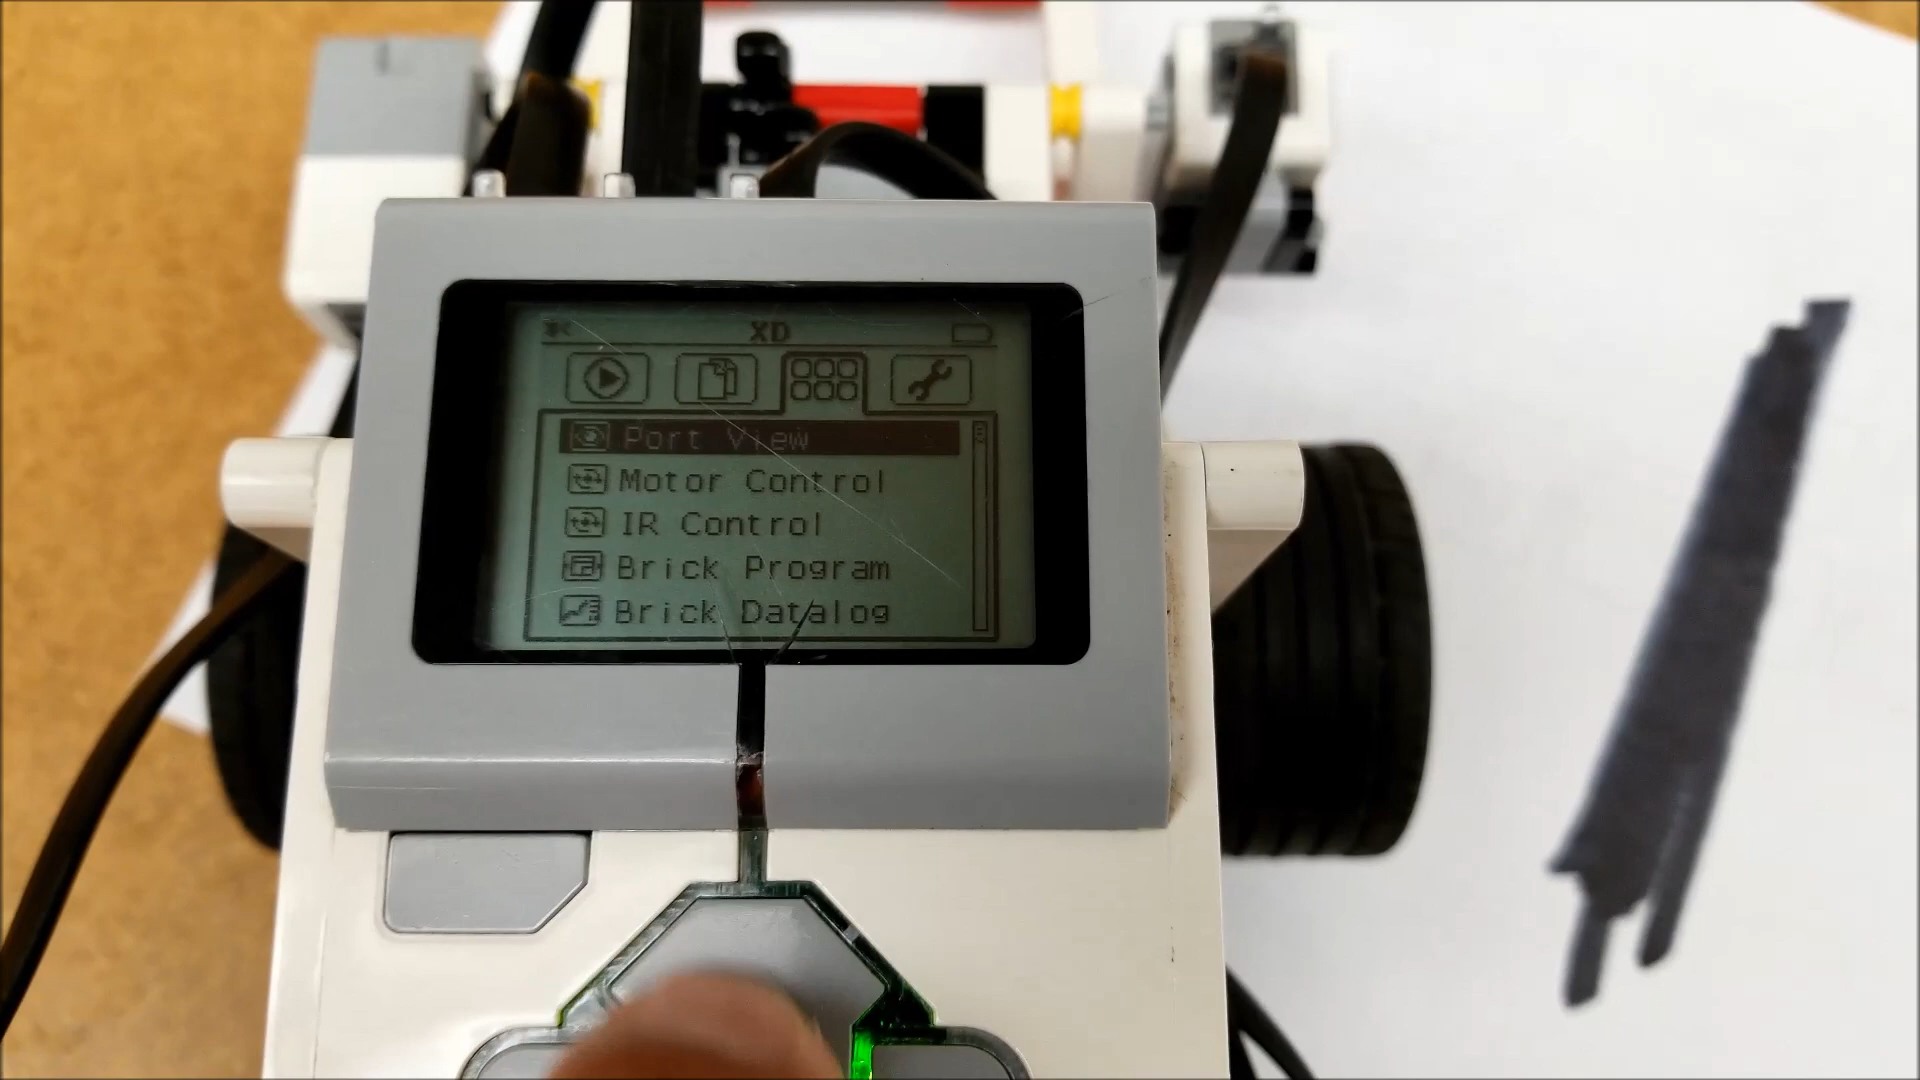 XD
Port View
Motor Control
IR Control
Brick Program
Brick Datalog